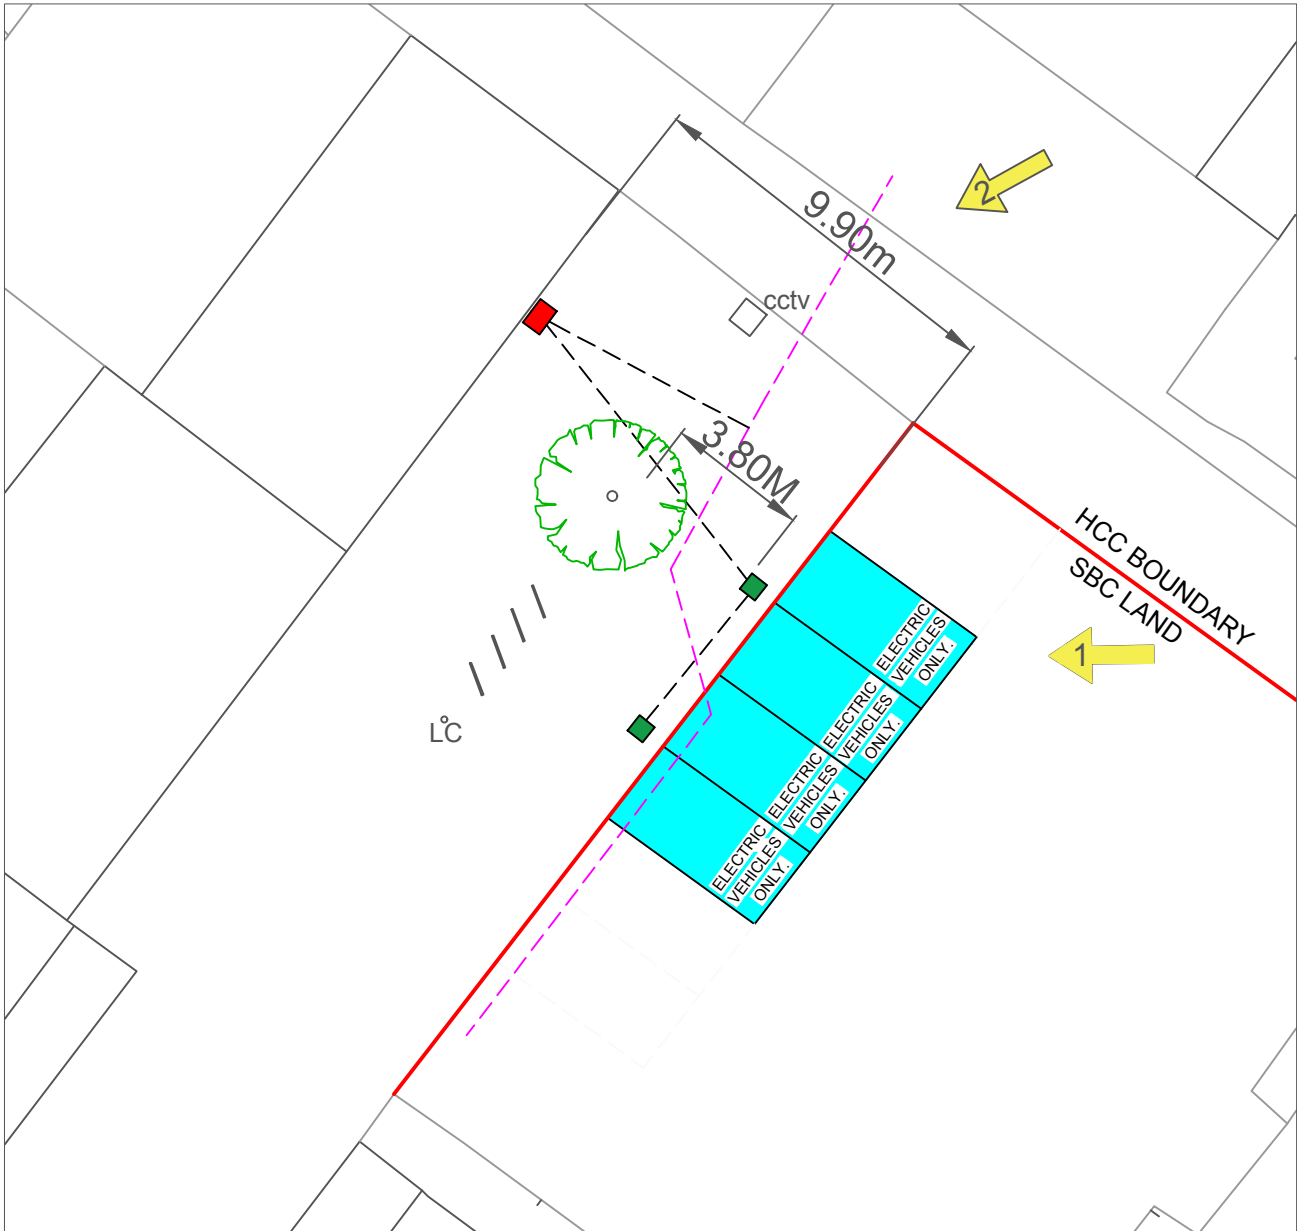 2
9.90m
cctv
3.80M
HCC BOUNDARY
SBC LAND
1
ELECTRIC
VEHICLES
ONLY.
ELECTRIC
VEHICLES
ONLY.
ELECTRIC
VEHICLES
ONLY.
ELECTRIC
VEHICLES
ONLY.
LC